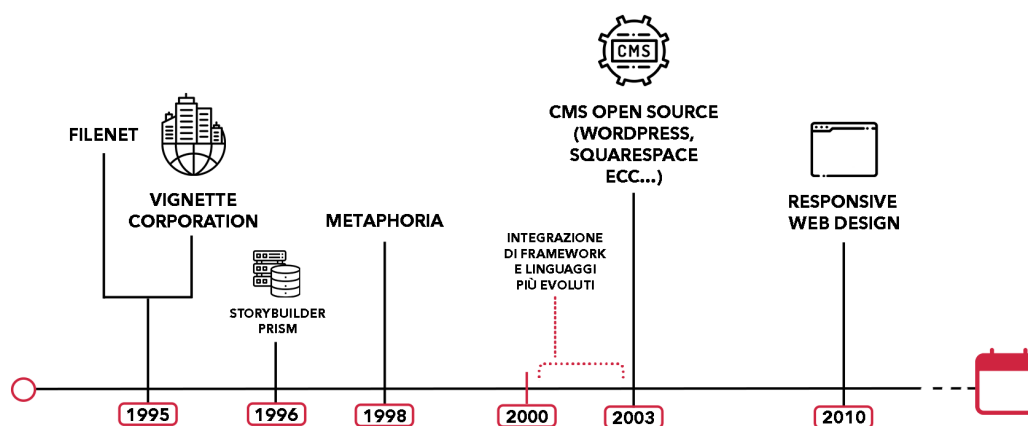 FILENET
VIGNETTE
CORPORATION
STORYBUILDER
PRISM
METAPHORIA
INTEGRAZIONE
DI FRAMEWORK
E LINGUAGGI
PIÙ EVOLUTI
CMS
CMS OPEN SOURCE
(WORDPRESS,
SQUARESPACE
ECC...)
RESPONSIVE
WEB DESIGN
1995
1996
1998
2000
2003
2010